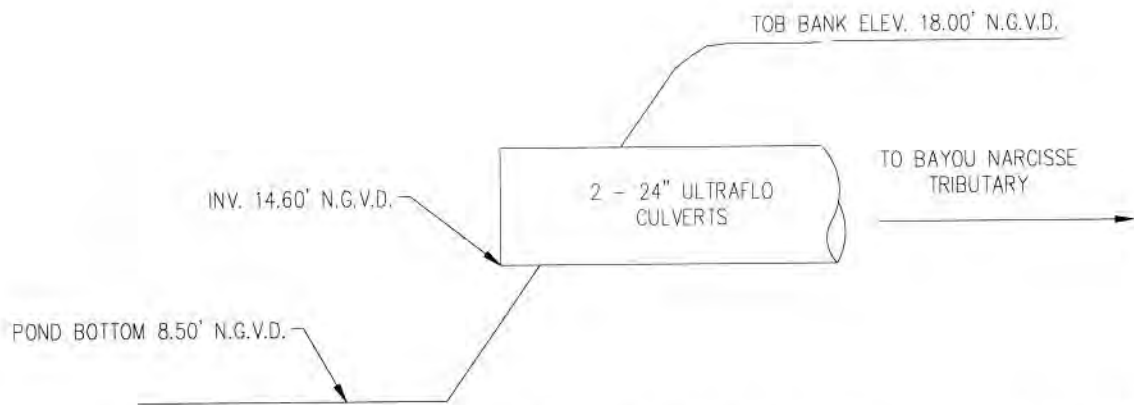 TOB BANK ELEV. 18.00' N.G.V.D.
TO BAYOU NARCISSE
TRIBUTARY
2 - 24" ULTRAFLO
CULVERTS
INV. 14.60' N.G.V.D.
POND BOTTOM 8.50' N.G.V.D.